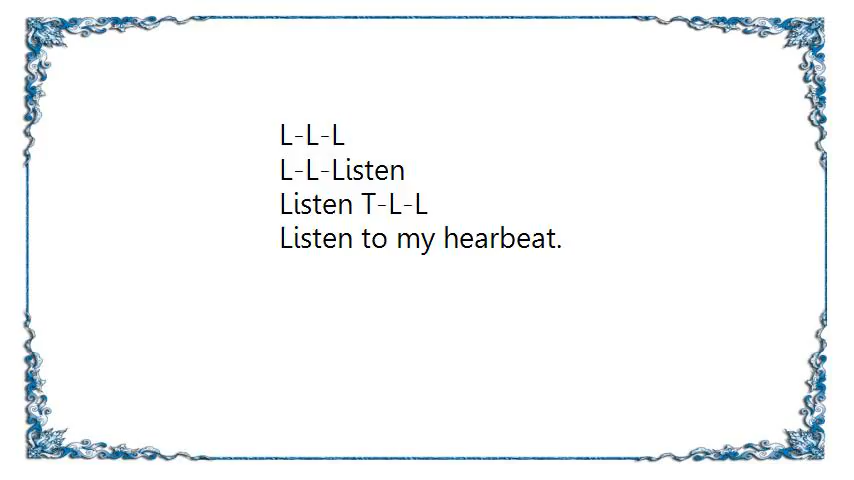 L-L-L
L-L-Listen
Listen T-L-L
Listen to my hearbeat.